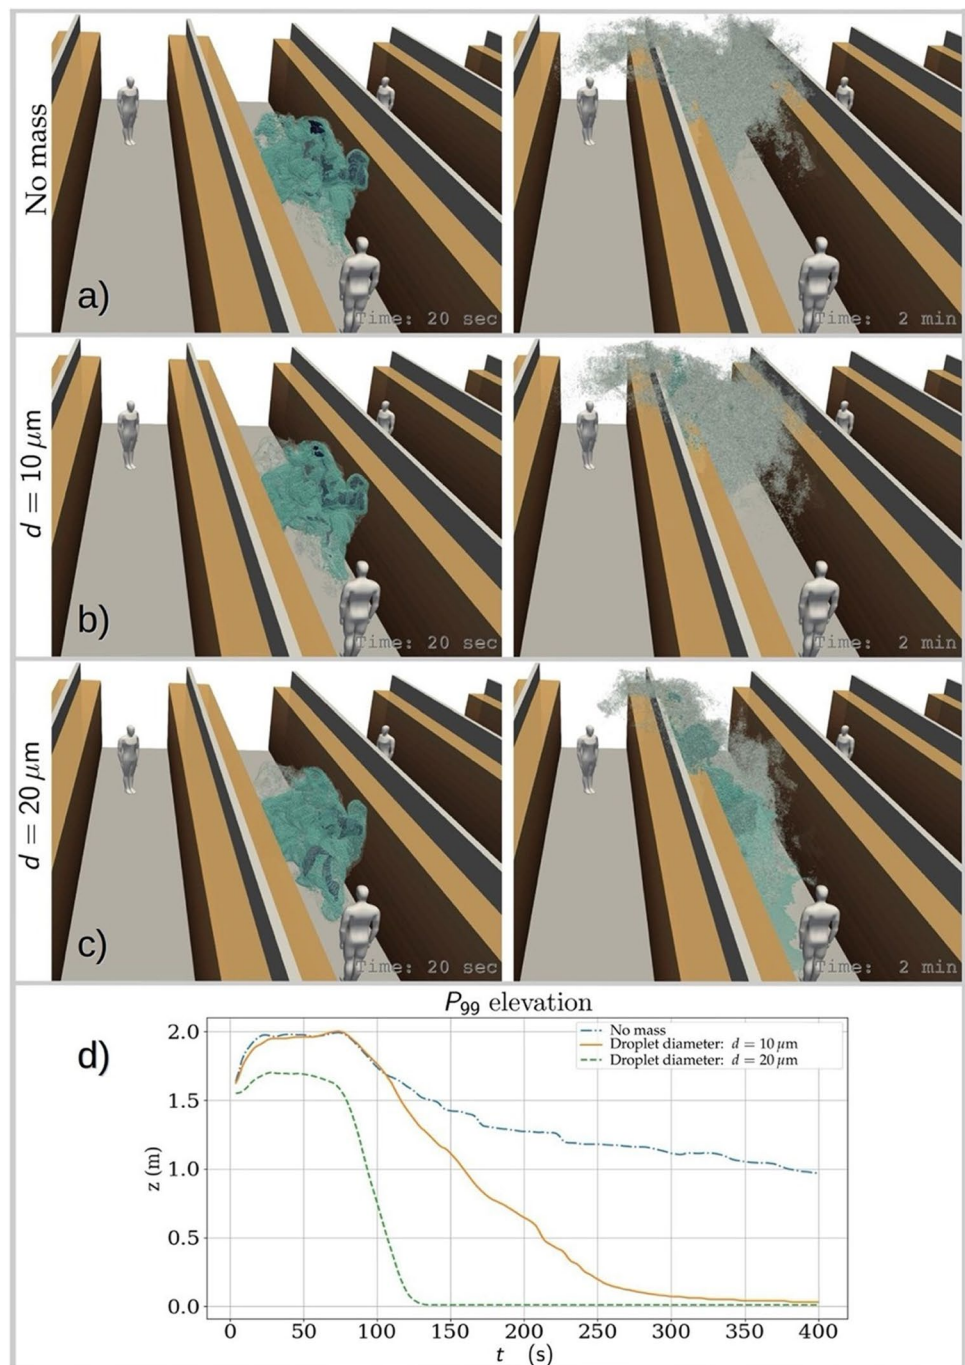 No mass
a)
Time: 20 sec
Time: 2 min
d = 10 μm
b)
Time: 20 sec
Time: 2 min
d = 20 μm
c)
Time: 20 sec
Time: 2 min
d)
P99 elevation
No mass
Droplet diameter: d = 10 μm
Droplet diameter: d = 20 μm
z (m)
2.0
1.5
1.0
0.5
0.0
0 50 100 150 200 250 300 350 400
t (s)